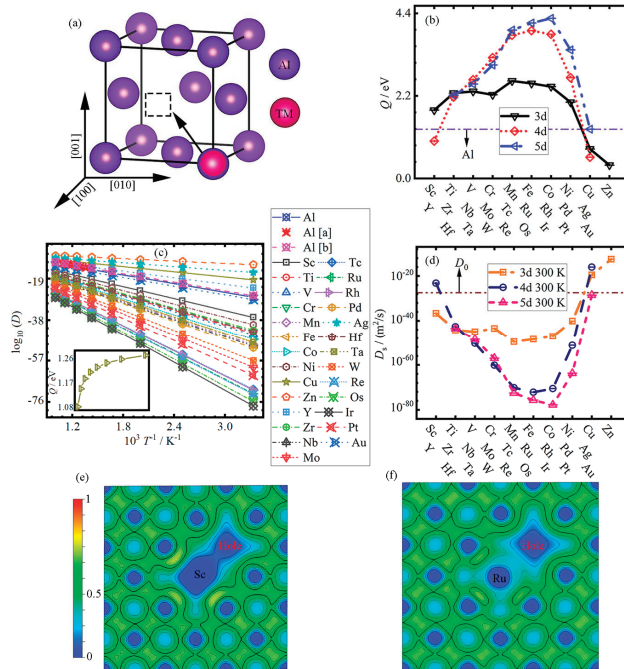 (a)
Al
TM
[001]
[100]
[010]
(b)
4.4
2.2
0.0
Q / eV
Al
3d
4d
5d
Sc Ti V Cr Mn Fe Co Ni Cu Zn
Y Zr Nb Mo Tc Ru Rh Pd Ag
Hf Ta W Re Os Ir Pt Au
(c)
-19
-38
-57
-76
log₁₀ (D)
1.26
1.17
1.08
Q / eV
1.2 1.8 2.4 3.0
10³ T⁻¹ / K⁻¹
Al
Al [a]
Al [b]
Sc Tc
Ti Ru
V Rh
Cr Pd
Mn Ag
Fe Hf
Co Ta
Ni W
Cu Re
Zn Os
Y Ir
Zr Pt
Nb Au
Mo
(d)
D₀
3d 300 K
4d 300 K
5d 300 K
10^-20
10^-40
10^-60
10^-80
Dₛ / (m²/s)
Sc Ti V Cr Mn Fe Co Ni Cu Zn
Y Zr Nb Mo Tc Ru Rh Pd Ag
Hf Ta W Re Os Ir Pt Au
(e)
1
0.5
0
Hole
Sc
(f)
Hole
Ru